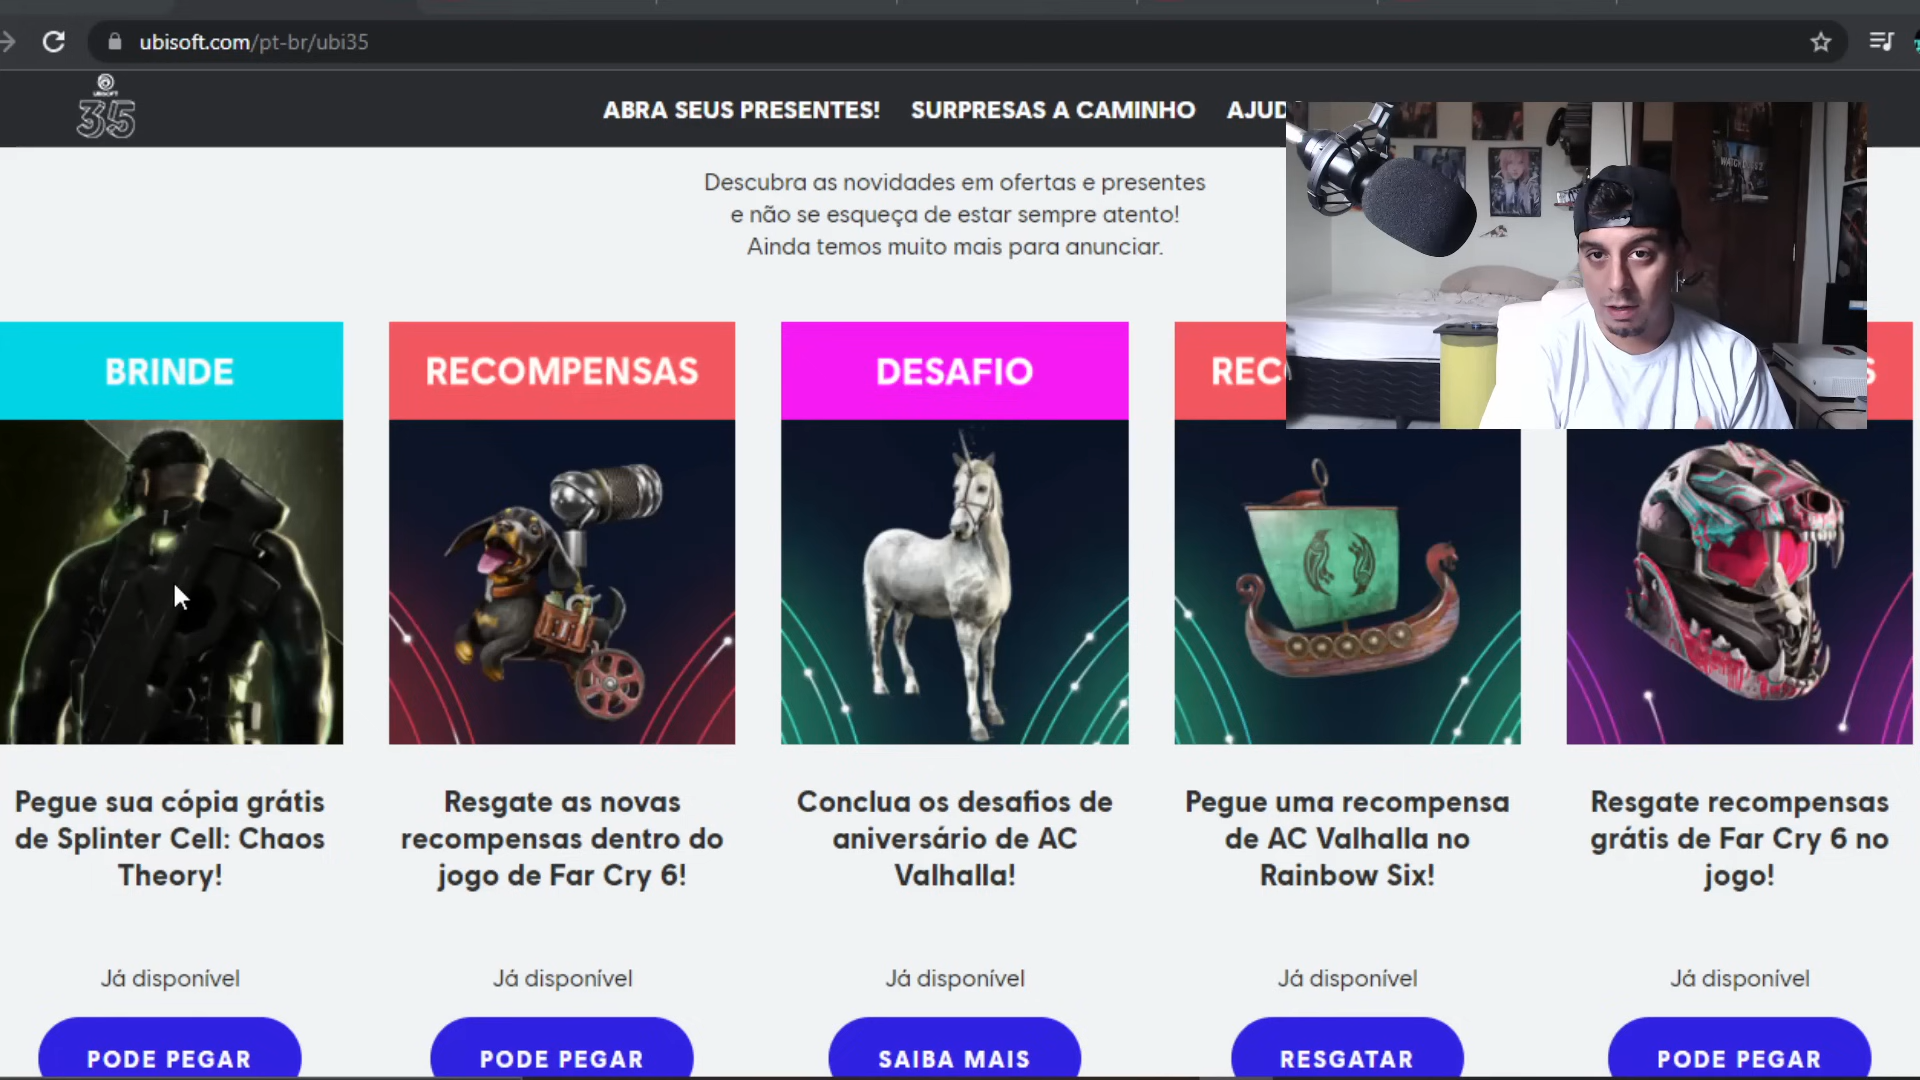 ubisoft.com/pt-br/ubi35
UBISOFT
35
ABRA SEUS PRESENTES!
SURPRESAS A CAMINHO
AJUD
Descubra as novidades em ofertas e presentes
e não se esqueça de estar sempre atento!
Ainda temos muito mais para anunciar.
BRINDE
RECOMPENSAS
DESAFIO
REC
S
Pegue sua cópia grátis
de Splinter Cell: Chaos
Theory!
Resgate as novas
recompensas dentro do
jogo de Far Cry 6!
Conclua os desafios de
aniversário de AC
Valhalla!
Pegue uma recompensa
de AC Valhalla no
Rainbow Six!
Resgate recompensas
grátis de Far Cry 6 no
jogo!
Já disponível
Já disponível
Já disponível
Já disponível
Já disponível
PODE PEGAR
PODE PEGAR
SAIBA MAIS
RESGATAR
PODE PEGAR